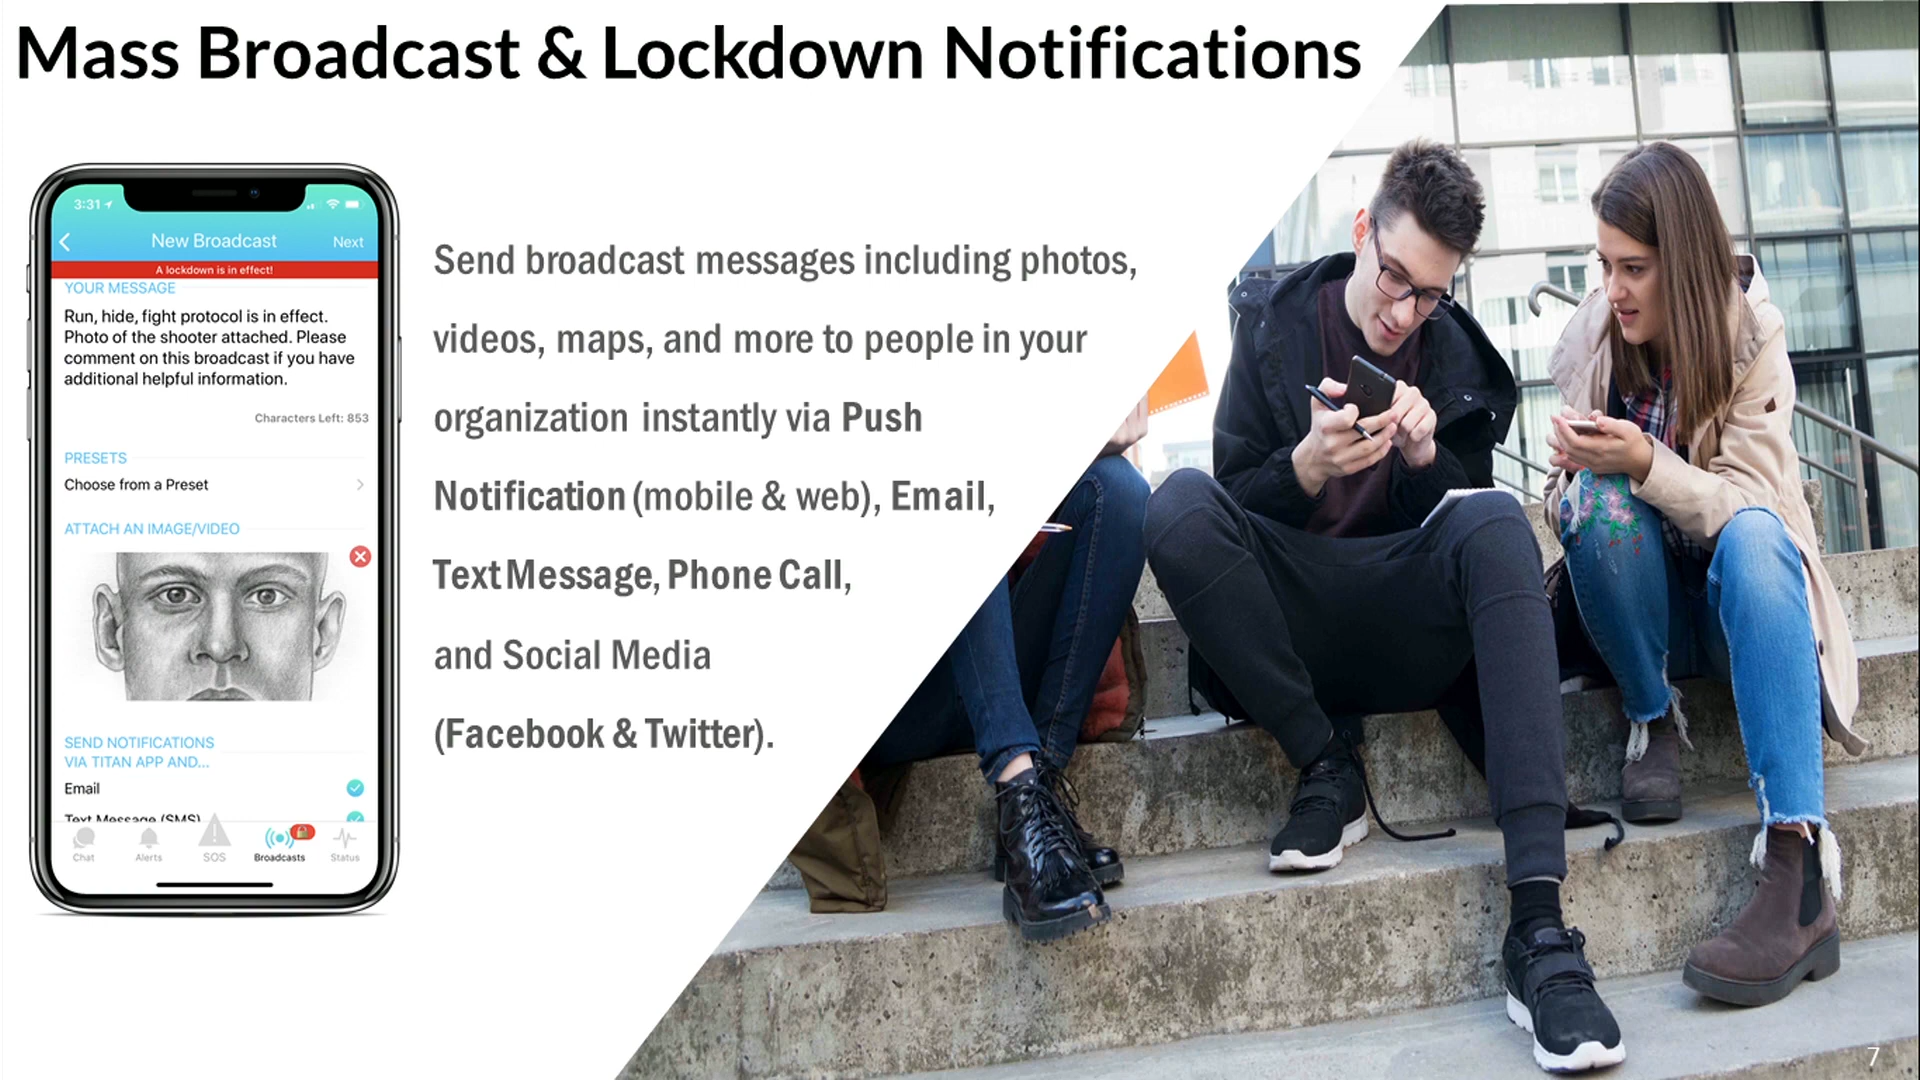 Mass Broadcast & Lockdown Notifications
3:31
New Broadcast
Next
A lockdown is in effect!
YOUR MESSAGE
Run, hide, fight protocol is in effect.
Photo of the shooter attached. Please
comment on this broadcast if you have
additional helpful information.
Characters Left: 853
PRESETS
Choose from a Preset
ATTACH AN IMAGE/VIDEO
SEND NOTIFICATIONS
VIA TITAN APP AND...
Email
Text Message (SMS)
Chat
Alerts
SOS
Broadcasts
Status
Send broadcast messages including photos,
videos, maps, and more to people in your
organization instantly via Push
Notification (mobile & web), Email,
Text Message, Phone Call,
and Social Media
(Facebook & Twitter).
7